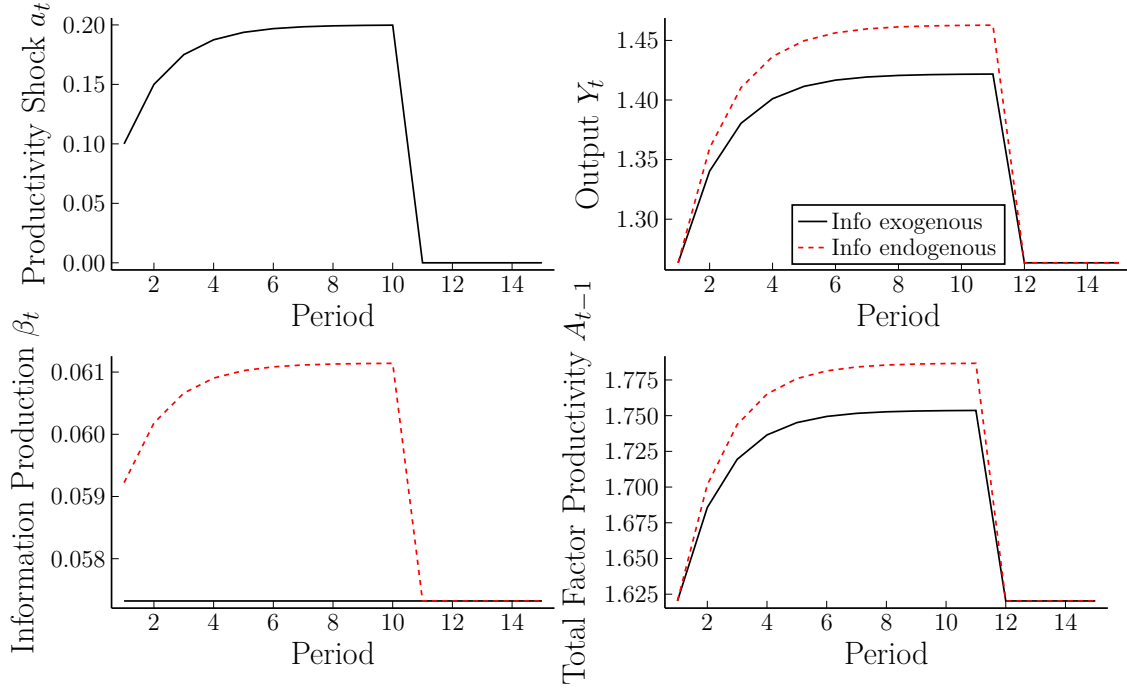 Productivity Shock a_t
0.20
0.15
0.10
0.05
0.00
2 4 6 8 10 12 14
Period
Output Y_t
1.45
1.40
1.35
1.30
Info exogenous
Info endogenous
2 4 6 8 10 12 14
Period
Information Production β_t
0.061
0.060
0.059
0.058
2 4 6 8 10 12 14
Period
Total Factor Productivity A_{t−1}
1.775
1.750
1.725
1.700
1.675
1.650
1.625
2 4 6 8 10 12 14
Period